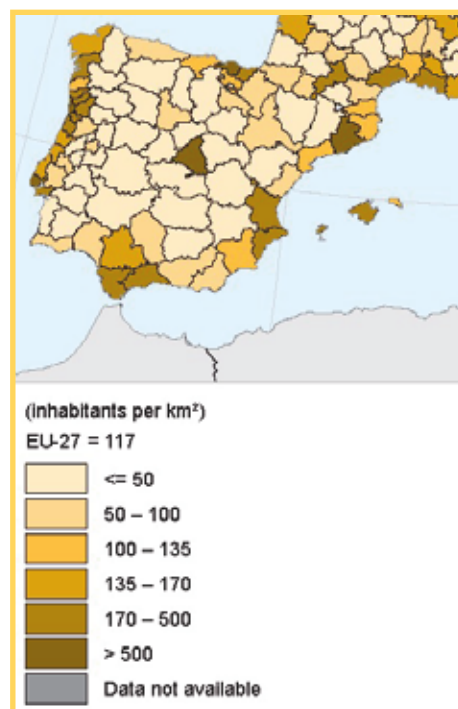 (inhabitants per km²)
EU-27 = 117
<= 50
50 – 100
100 – 135
135 – 170
170 – 500
> 500
Data not available